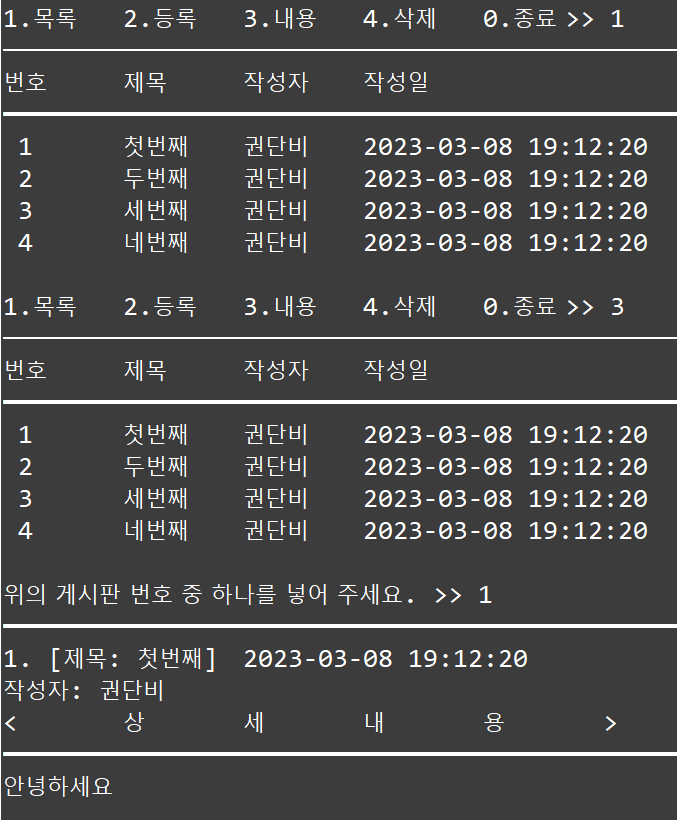 1.목록 2.등록 3.내용 4.삭제 0.종료 >> 1
번호 제목 작성자 작성일
1 첫번째 권단비 2023-03-08 19:12:20
2 두번째 권단비 2023-03-08 19:12:20
3 세번째 권단비 2023-03-08 19:12:20
4 네번째 권단비 2023-03-08 19:12:20
1.목록 2.등록 3.내용 4.삭제 0.종료 >> 3
번호 제목 작성자 작성일
1 첫번째 권단비 2023-03-08 19:12:20
2 두번째 권단비 2023-03-08 19:12:20
3 세번째 권단비 2023-03-08 19:12:20
4 네번째 권단비 2023-03-08 19:12:20
위의 게시판 번호 중 하나를 넣어 주세요. >> 1
1. [제목: 첫번째] 2023-03-08 19:12:20
작성자: 권단비
< 상 세 내 용 >
안녕하세요